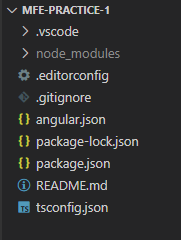 MFE-PRACTICE-1
.vscode
node_modules
.editorconfig
.gitignore
angular.json
package-lock.json
package.json
README.md
tsconfig.json